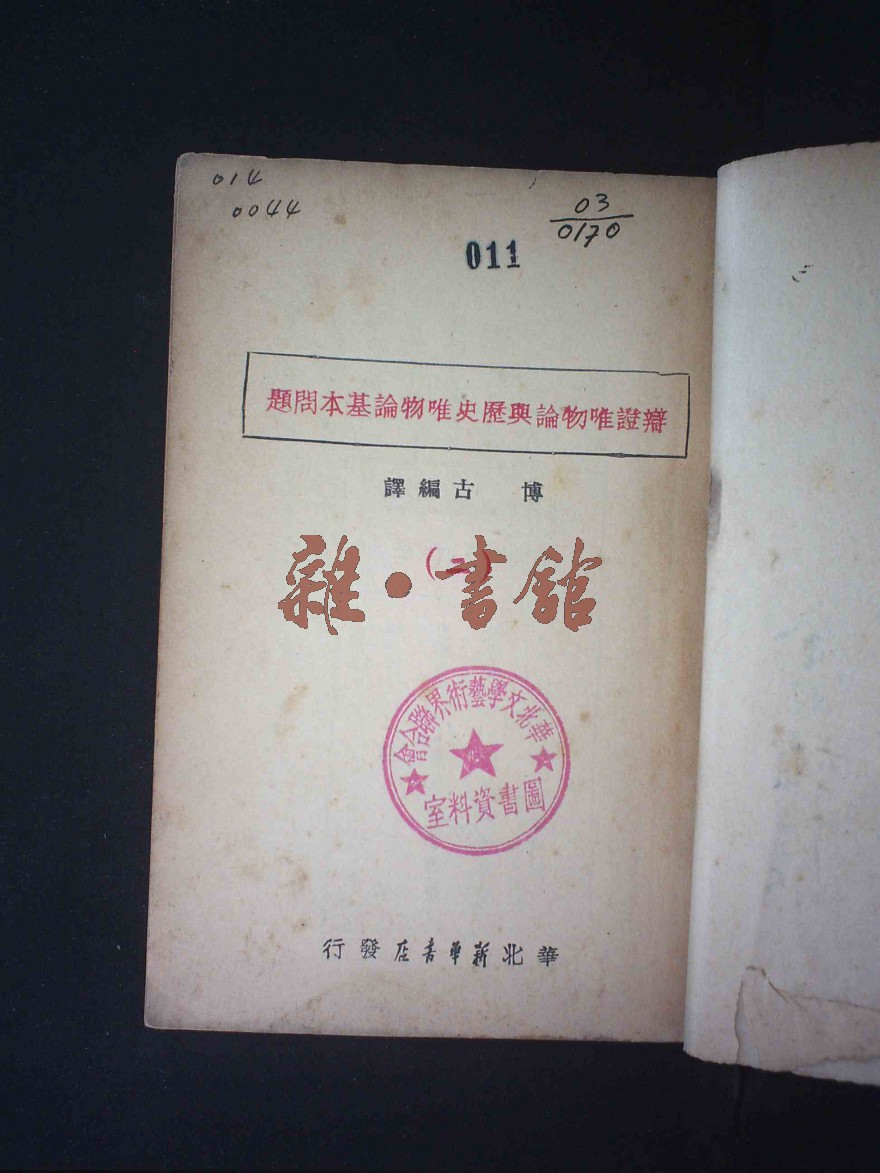 014
0044
03
0170
011
辯證唯物論與歷史唯物論基本問題
博 古編譯
(二)
雜·書館
華北文學藝術界聯合會
圖書資料室
華北新華書店發行